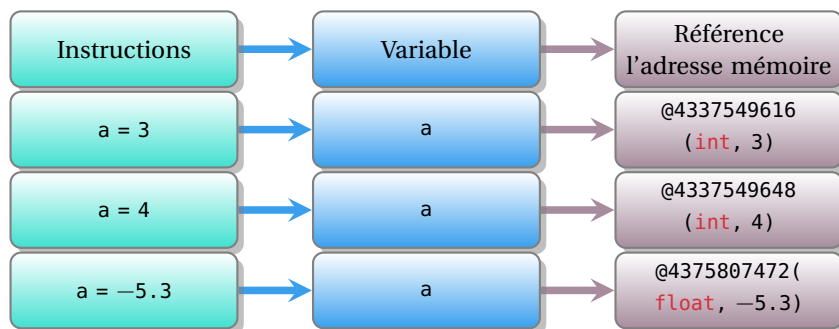 Instructions
Variable
Référence
l'adresse mémoire
a = 3
a
@4337549616
(int, 3)
a = 4
a
@4337549648
(int, 4)
a = −5.3
a
@4375807472(
float, −5.3)